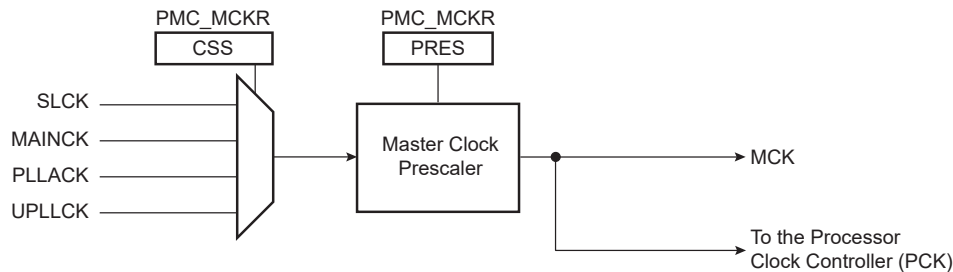 PMC_MCKR
PMC_MCKR
CSS
PRES
SLCK
MAINCK
PLLACK
UPLLCK
Master Clock
Prescaler
MCK
To the Processor
Clock Controller (PCK)